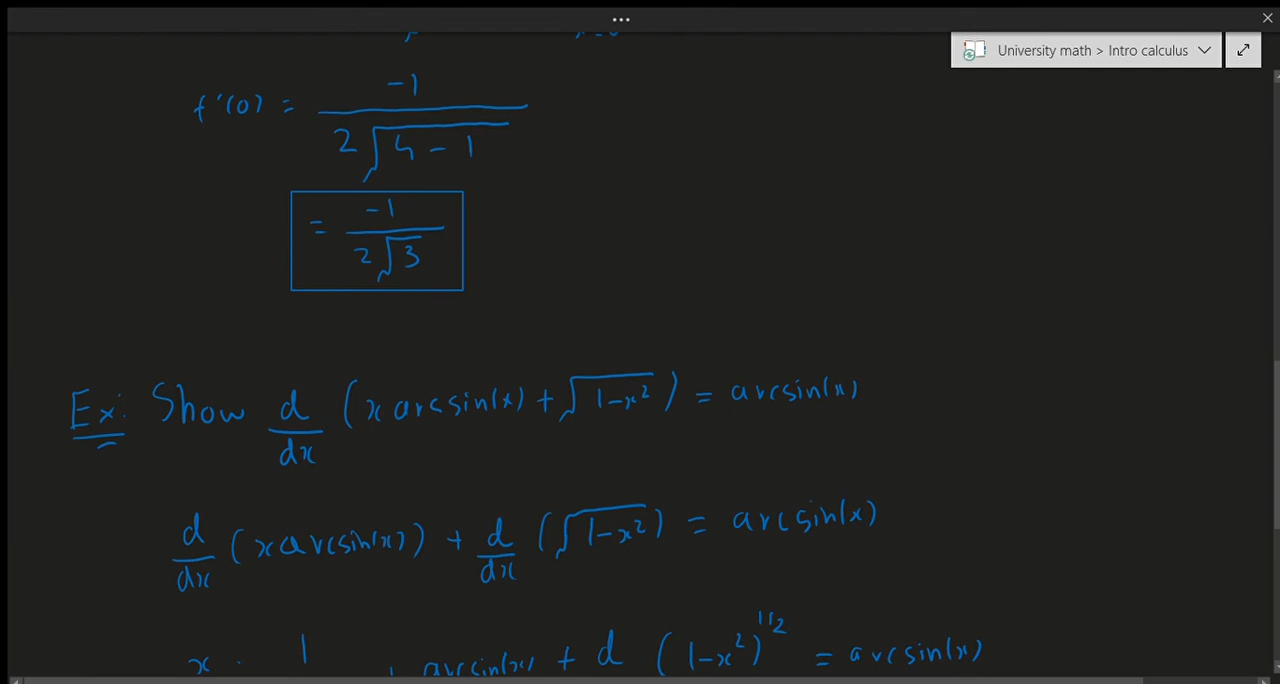 ...
University math > Intro calculus
f'(0) = -1 / 2√4-1
= -1 / 2√3
Ex: Show d/dx (x arcsin(x) + √1-x²) = arcsin(x)
d/dx (x arcsin(x)) + d/dx (√1-x²) = arcsin(x)
x · 1 + arcsin(x) + d (1-x²)^1/2 = arcsin(x)